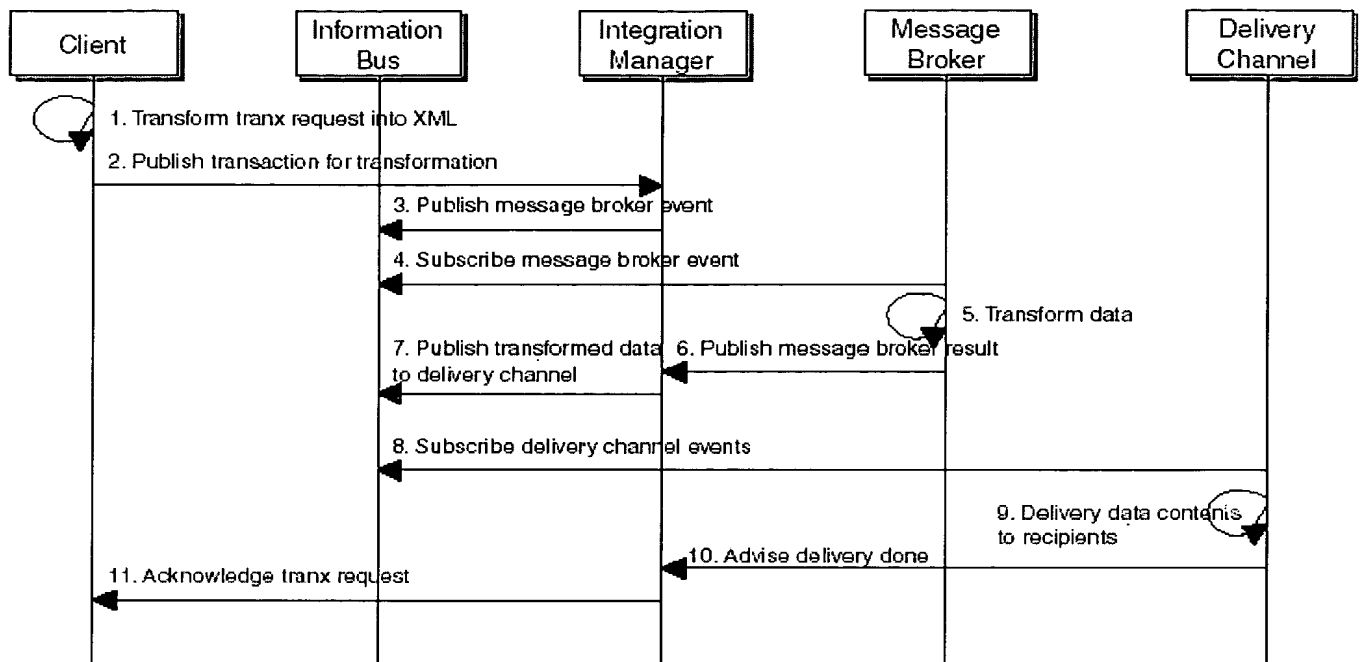 Client
Information
Bus
Integration
Manager
Message
Broker
Delivery
Channel
1. Transform tranx request into XML
2. Publish transaction for transformation
3. Publish message broker event
4. Subscribe message broker event
5. Transform data
7. Publish transformed data
to delivery channel
6. Publish message broker result
8. Subscribe delivery channel events
9. Delivery data contents
to recipients
10. Advise delivery done
11. Acknowledge tranx request